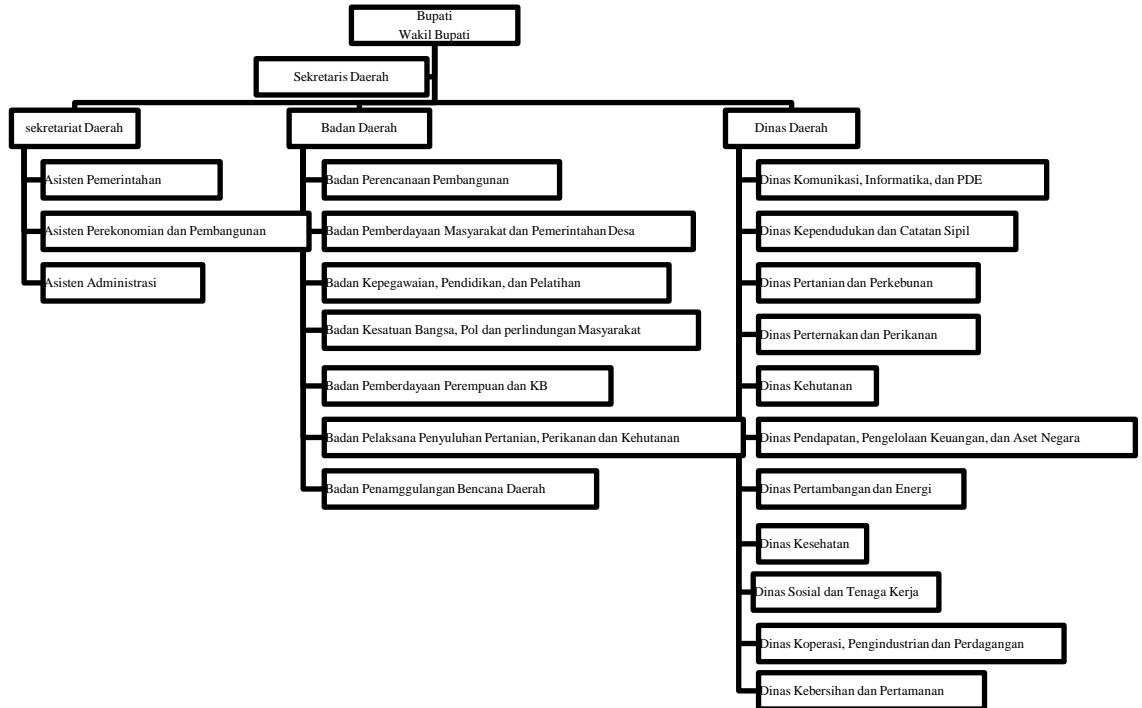 Bupati
Wakil Bupati
Sekretaris Daerah
sekretariat Daerah
Badan Daerah
Dinas Daerah
Asisten Pemerintahan
Asisten Perekonomian dan Pembangunan
Asisten Administrasi
Badan Perencanaan Pembangunan
Badan Pemberdayaan Masyarakat dan Pemerintahan Desa
Badan Kepegawaian, Pendidikan, dan Pelatihan
Badan Kesatuan Bangsa, Pol dan perlindungan Masyarakat
Badan Pemberdayaan Perempuan dan KB
Badan Pelaksana Penyuluhan Pertanian, Perikanan dan Kehutanan
Badan Penamggulangan Bencana Daerah
Dinas Komunikasi, Informatika, dan PDE
Dinas Kependudukan dan Catatan Sipil
Dinas Pertanian dan Perkebunan
Dinas Perternakan dan Perikanan
Dinas Kehutanan
Dinas Pendapatan, Pengelolaan Keuangan, dan Aset Negara
Dinas Pertambangan dan Energi
Dinas Kesehatan
Dinas Sosial dan Tenaga Kerja
Dinas Koperasi, Pengindustrian dan Perdagangan
Dinas Kebersihan dan Pertamanan